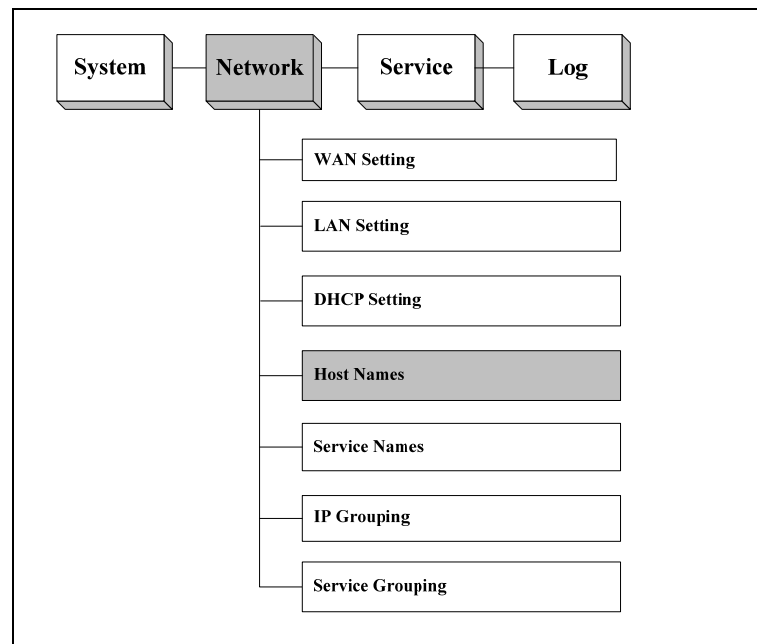 System Network Service Log
WAN Setting
LAN Setting
DHCP Setting
Host Names
Service Names
IP Grouping
Service Grouping